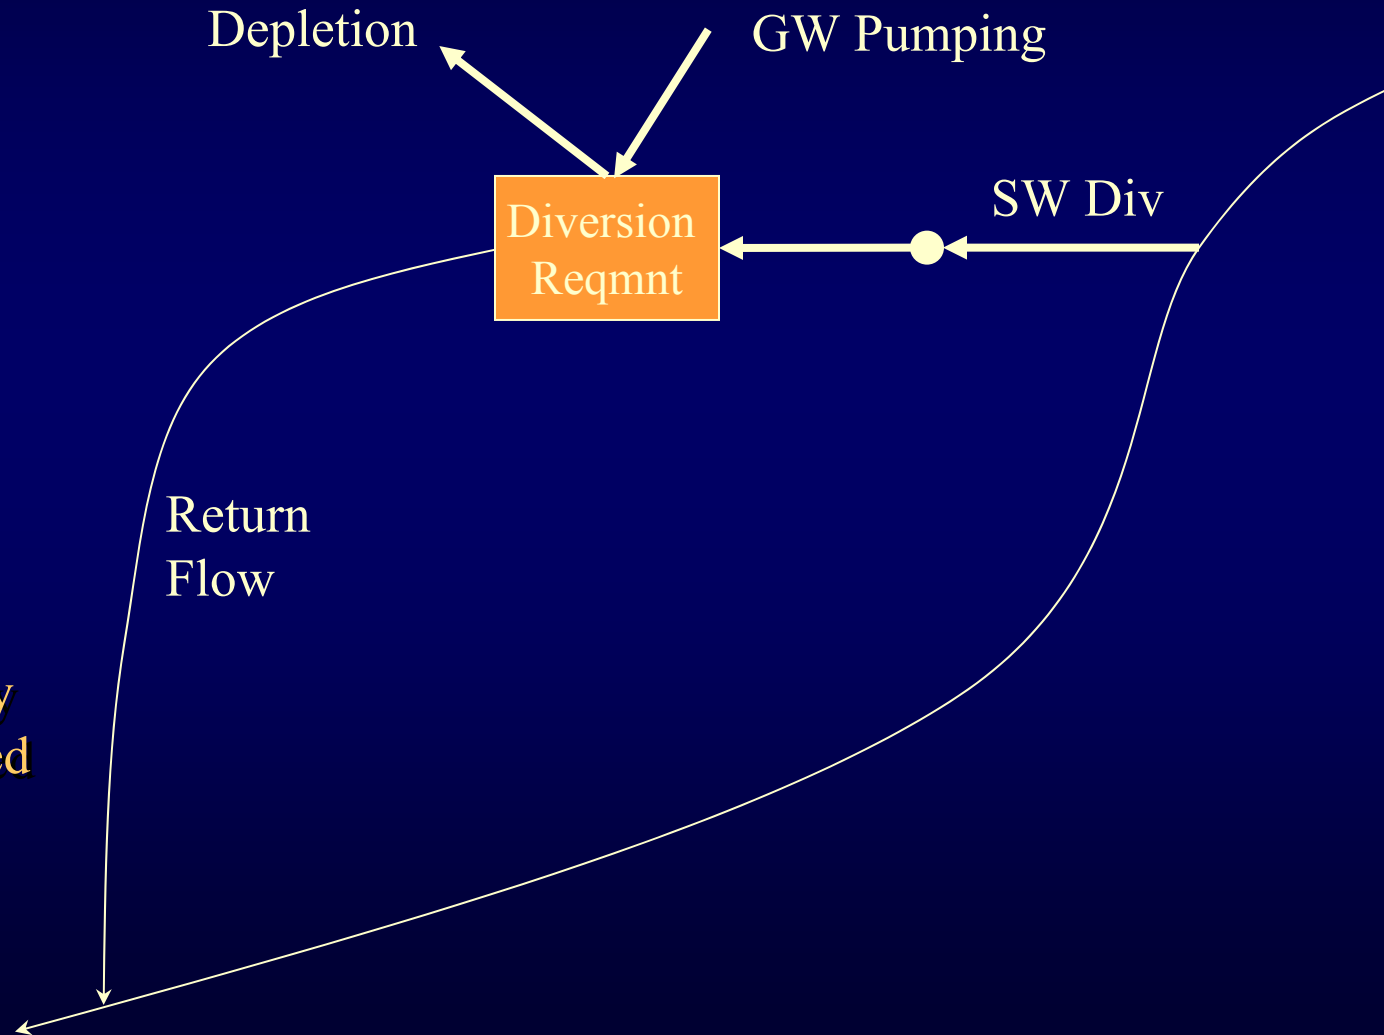 Depletion
GW Pumping
SW Div
Diversion
Reqmnt
Return
Flow